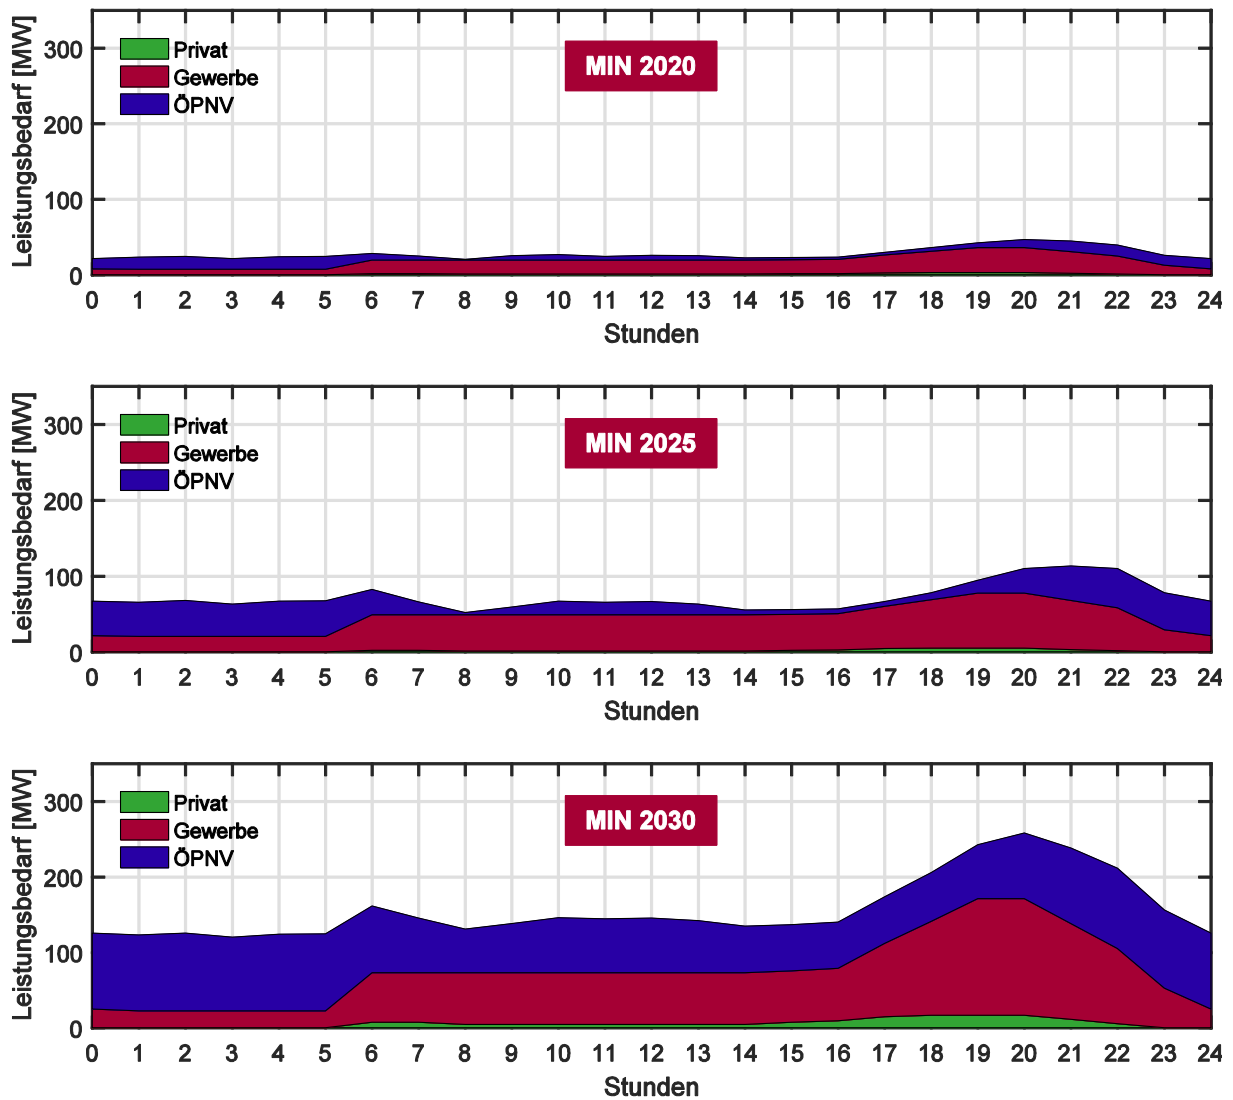 Leistungsbedarf [MW]
300
200
100
0
Privat
Gewerbe
ÖPNV
MIN 2020
0 1 2 3 4 5 6 7 8 9 10 11 12 13 14 15 16 17 18 19 20 21 22 23 24
Stunden
Leistungsbedarf [MW]
300
200
100
0
Privat
Gewerbe
ÖPNV
MIN 2025
0 1 2 3 4 5 6 7 8 9 10 11 12 13 14 15 16 17 18 19 20 21 22 23 24
Stunden
Leistungsbedarf [MW]
300
200
100
0
Privat
Gewerbe
ÖPNV
MIN 2030
0 1 2 3 4 5 6 7 8 9 10 11 12 13 14 15 16 17 18 19 20 21 22 23 24
Stunden